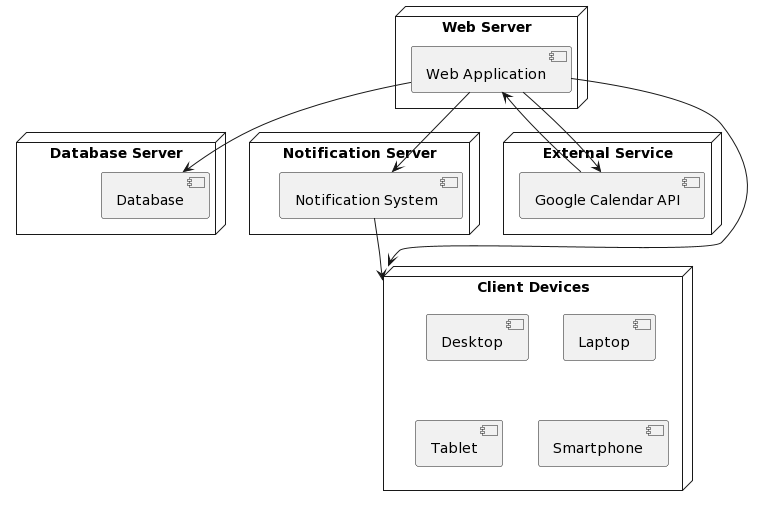 Web Server
Web Application
Database Server
Notification Server
External Service
Database
Notification System
Google Calendar API
Client Devices
Desktop
Laptop
Tablet
Smartphone